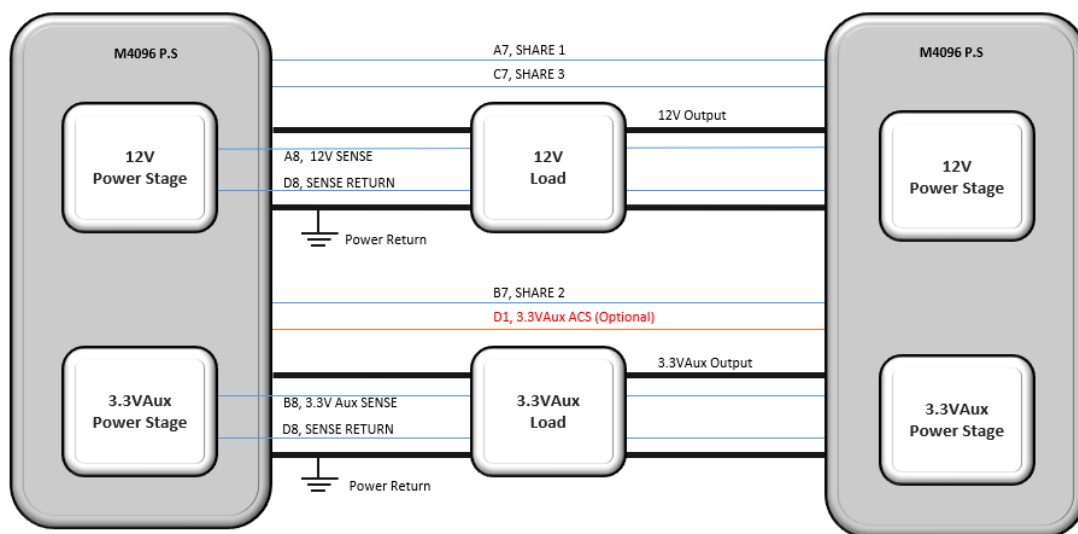 M4096 P.S
A7, SHARE 1
C7, SHARE 3
M4096 P.S
12V Output
12V
Power Stage
A8, 12V SENSE
D8, SENSE RETURN
12V
Load
12V
Power Stage
Power Return
B7, SHARE 2
D1, 3.3VAux ACS (Optional)
3.3VAux Output
3.3VAux
Power Stage
B8, 3.3V Aux SENSE
D8, SENSE RETURN
3.3VAux
Load
3.3VAux
Power Stage
Power Return